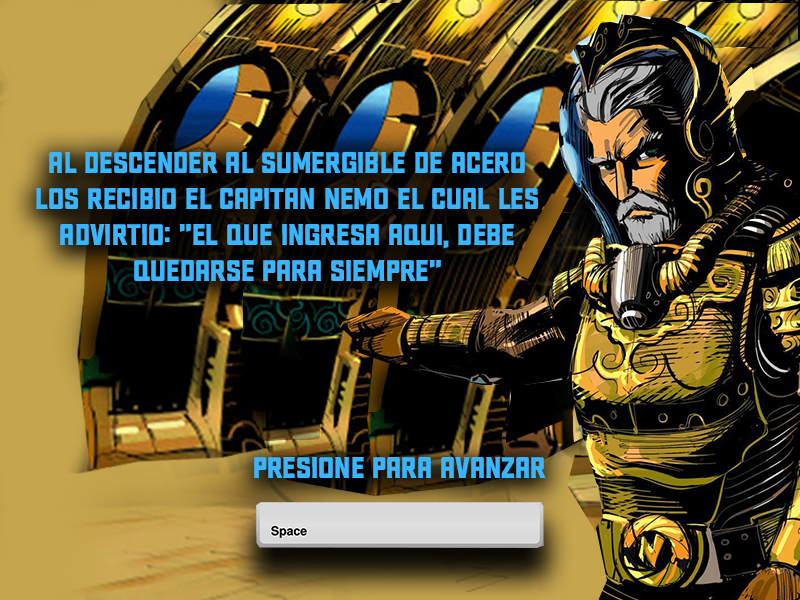 AL DESCENDER AL SUMERGIBLE DE ACERO
LOS RECIBIO EL CAPITAN NEMO EL CUAL LES
ADVIRTIO: "EL QUE INGRESA AQUI, DEBE
QUEDARSE PARA SIEMPRE"
PRESIONE PARA AVANZAR
Space
N